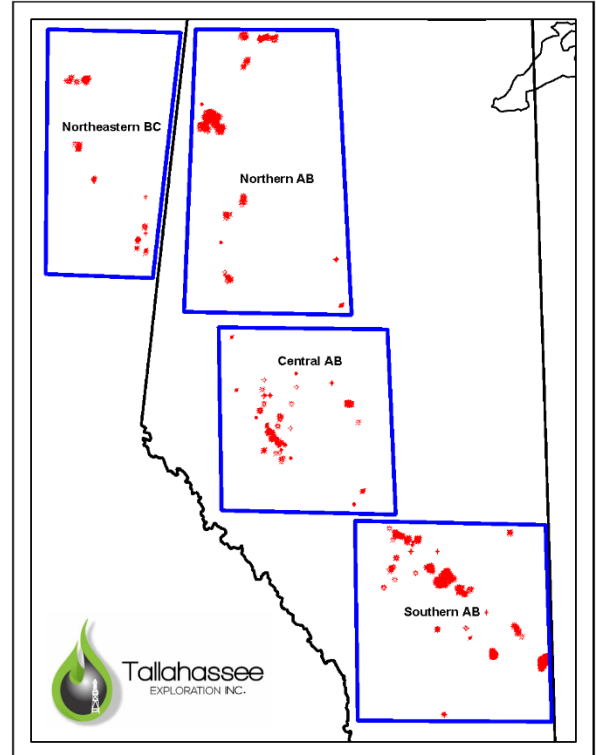 Northeastern BC
Northern AB
Central AB
Southern AB
Tallahassee
EXPLORATION INC.